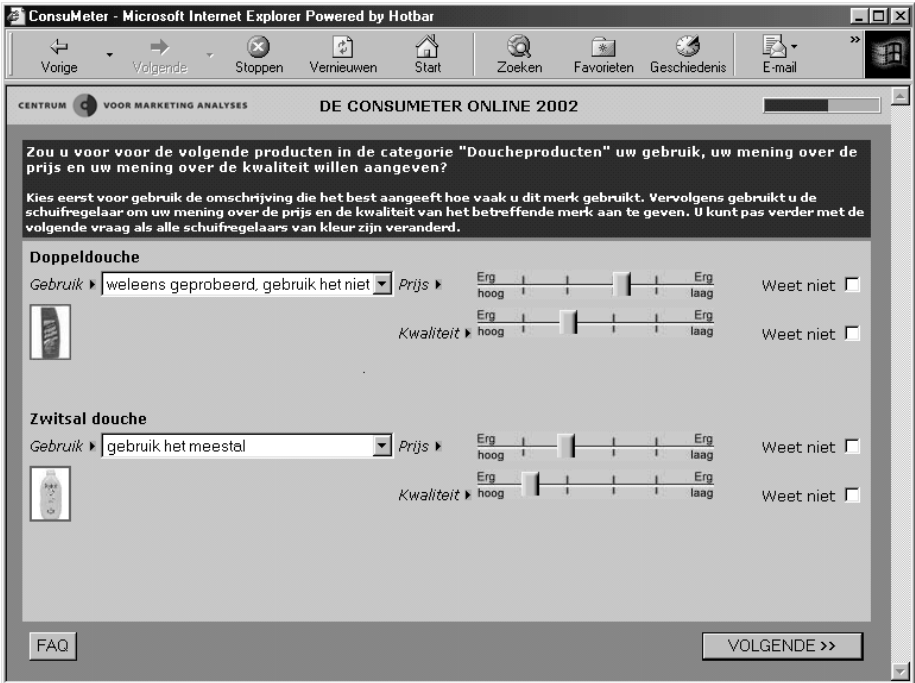 ConsuMeter - Microsoft Internet Explorer Powered by Hotbar
Vorige Volgende Stoppen Vernieuwen Start Zoeken Favorieten Geschiedenis E-mail »
CENTRUM VOOR MARKETING ANALYSES DE CONSUMETER ONLINE 2002
Zou u voor voor de volgende producten in de categorie "Doucheproducten" uw gebruik, uw mening over de
prijs en uw mening over de kwaliteit willen aangeven?
Kies eerst voor gebruik de omschrijving die het best aangeeft hoe vaak u dit merk gebruikt. Vervolgens gebruikt u de
schuifregelaar om uw mening over de prijs en de kwaliteit van het betreffende merk aan te geven. U kunt pas verder met de
volgende vraag als alle schuifregelaars van kleur zijn veranderd.
Doppeldouche
Gebruik weleens geprobeerd, gebruik het niet Prijs Erg hoog Erg laag Weet niet
Kwaliteit Erg hoog Erg laag Weet niet
Zwitsal douche
Gebruik gebruik het meestal Prijs Erg hoog Erg laag Weet niet
Kwaliteit Erg hoog Erg laag Weet niet
FAQ VOLGENDE >>